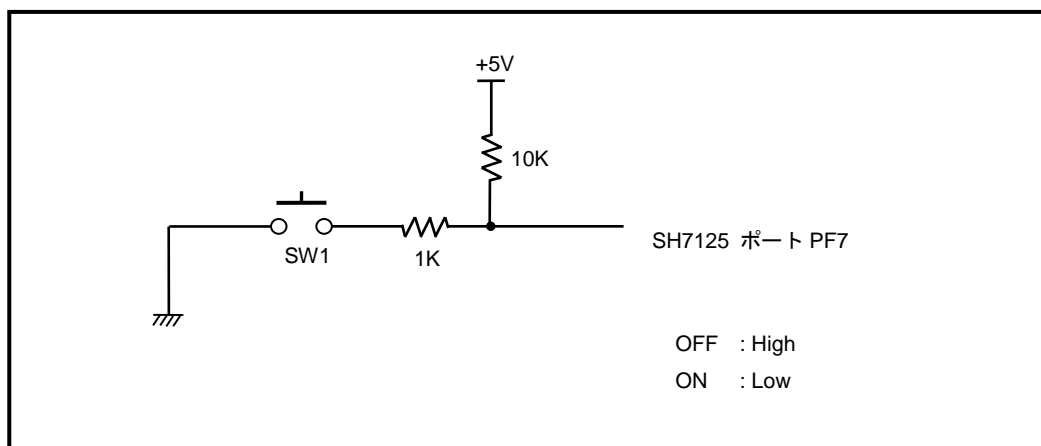 +5V
10K
SW1
1K
SH7125 ポート PF7
OFF : High
ON : Low